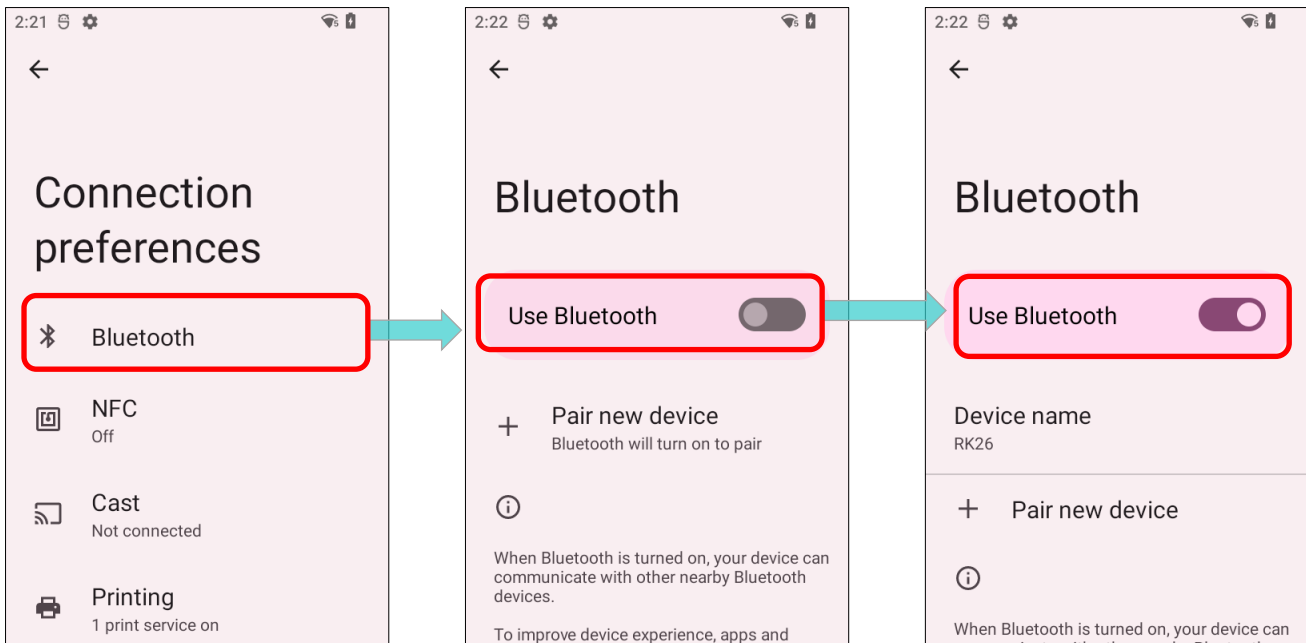 2:21
Connection
preferences
Bluetooth
NFC
Off
Cast
Not connected
Printing
1 print service on
2:22
Bluetooth
Use Bluetooth
Pair new device
Bluetooth will turn on to pair
When Bluetooth is turned on, your device can
communicate with other nearby Bluetooth
devices.
To improve device experience, apps and
2:22
Bluetooth
Use Bluetooth
Device name
RK26
Pair new device
When Bluetooth is turned on, your device can